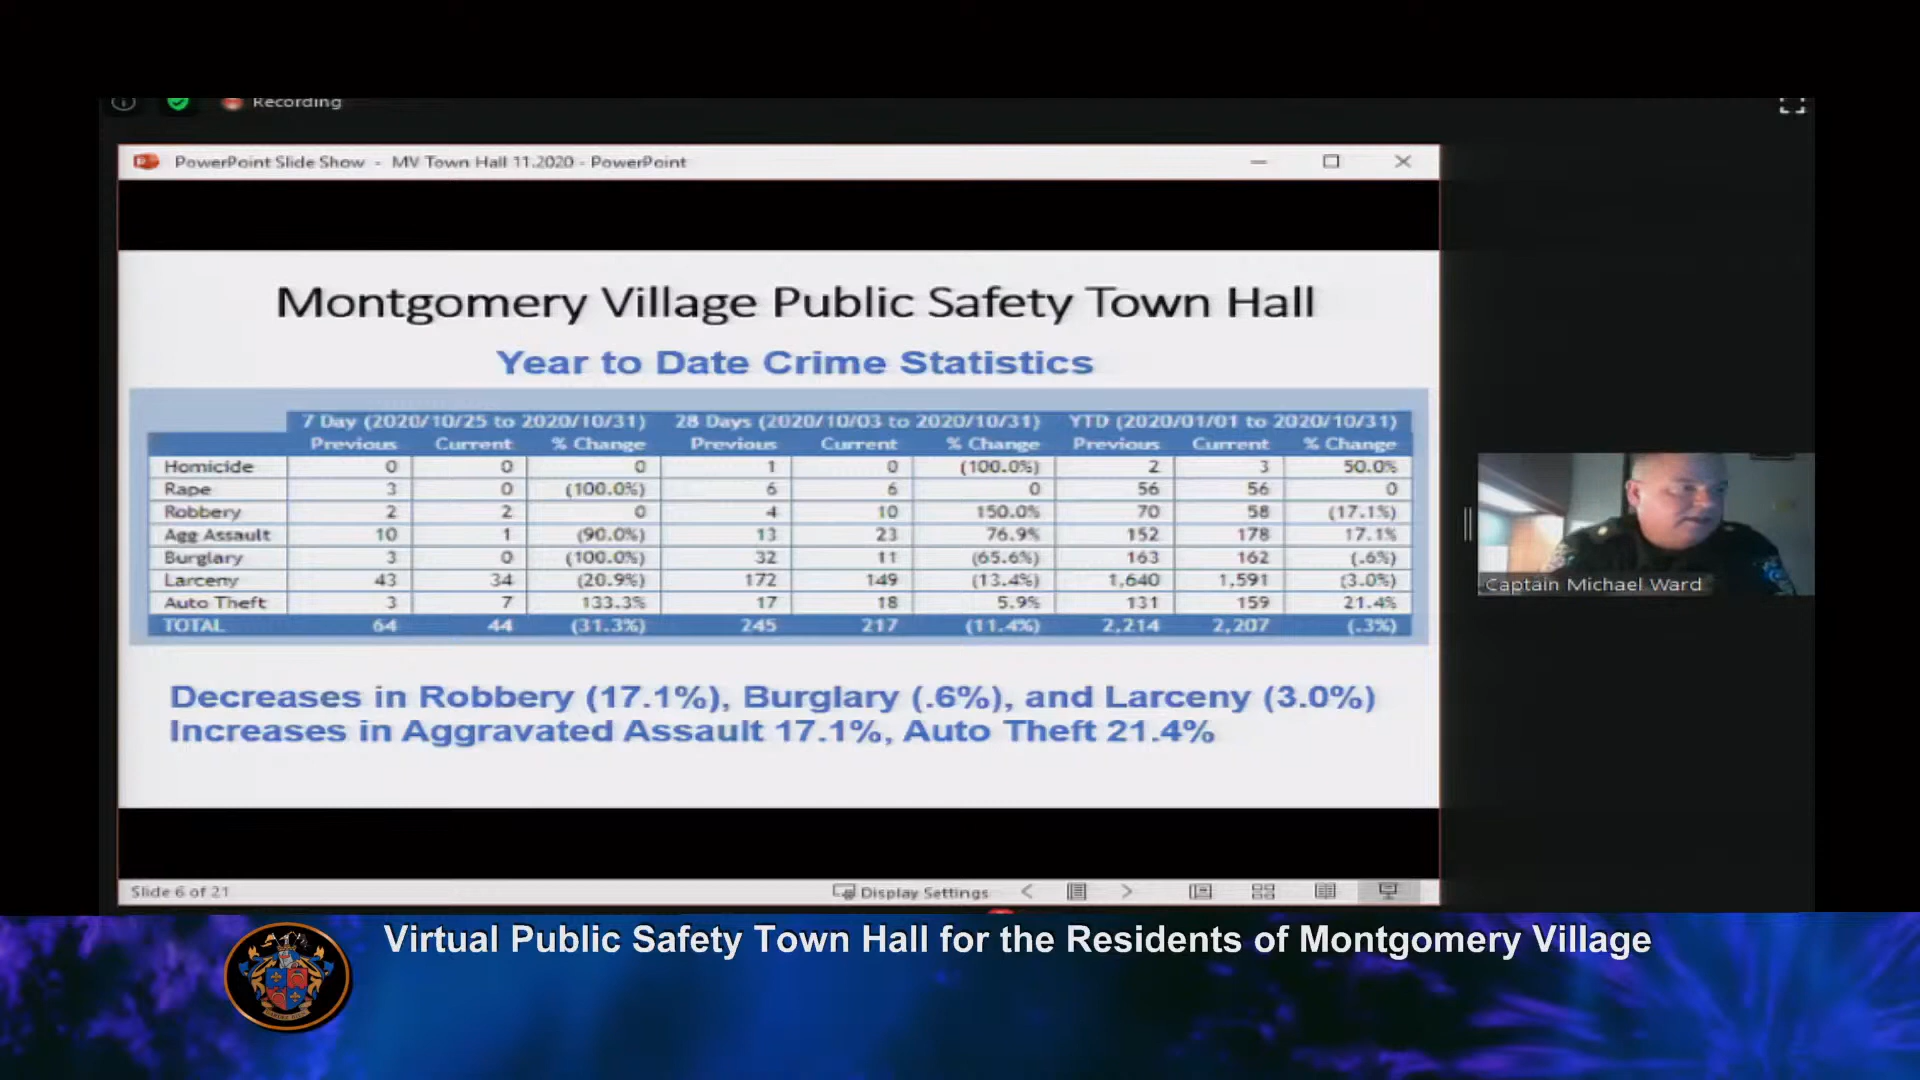 Recording
PowerPoint Slide Show - MV Town Hall 11.2020 - PowerPoint
Montgomery Village Public Safety Town Hall
Year to Date Crime Statistics
7 Day (2020/10/25 to 2020/10/31) 28 Days (2020/10/03 to 2020/10/31) YTD (2020/01/01 to 2020/10/31)
Previous Current % Change Previous Current % Change Previous Current % Change
Homicide 0 0 0 1 0 (100.0%) 2 3 50.0%
Rape 3 0 (100.0%) 6 6 0 56 56 0
Robbery 2 2 0 4 10 150.0% 70 58 (17.1%)
Agg Assault 10 1 (90.0%) 13 23 76.9% 152 178 17.1%
Burglary 3 0 (100.0%) 32 11 (65.6%) 163 162 (.6%)
Larceny 43 34 (20.9%) 172 149 (13.4%) 1,640 1,591 (3.0%)
Auto Theft 3 7 133.3% 17 18 5.9% 131 159 21.4%
TOTAL 64 44 (31.3%) 245 217 (11.4%) 2,214 2,207 (.3%)
Decreases in Robbery (17.1%), Burglary (.6%), and Larceny (3.0%)
Increases in Aggravated Assault 17.1%, Auto Theft 21.4%
Captain Michael Ward
Slide 6 of 21
Display Settings
Virtual Public Safety Town Hall for the Residents of Montgomery Village